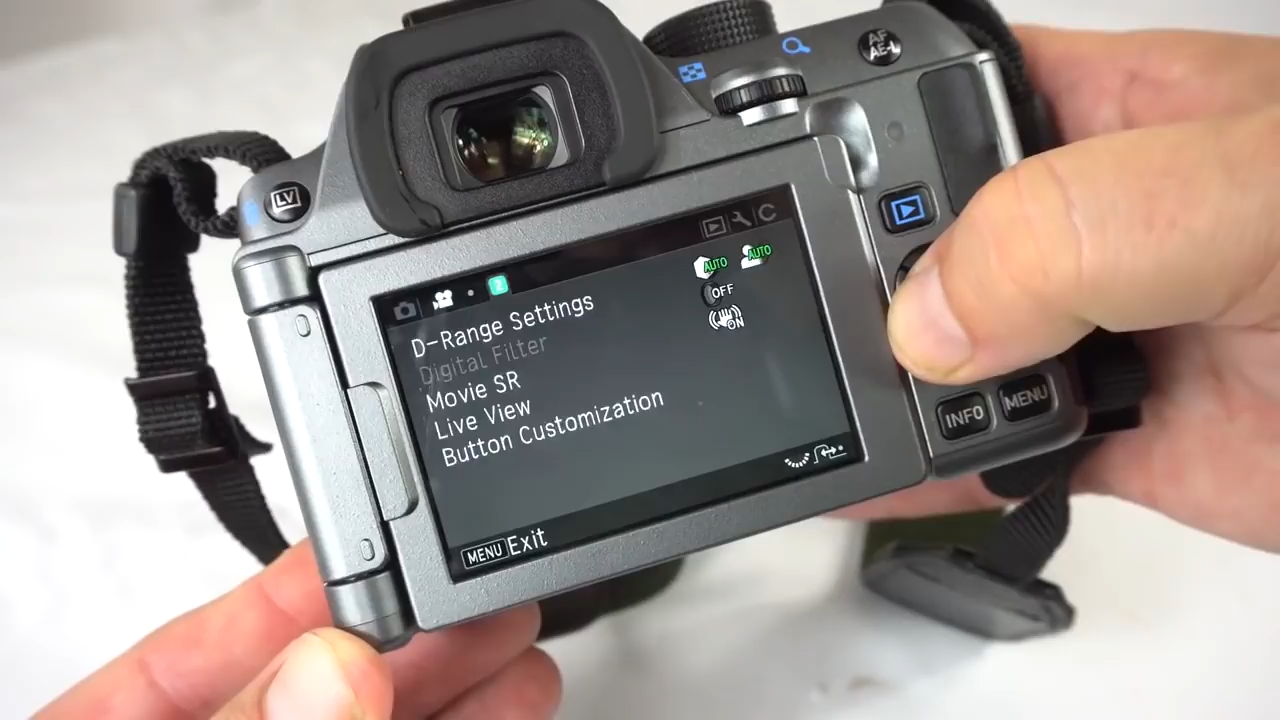 AF
AE-L
LV
C
2
AUTO AUTO
D-Range Settings
OFF
Digital Filter
ON
Movie SR
Live View
Button Customization
MENU Exit
INFO
MENU